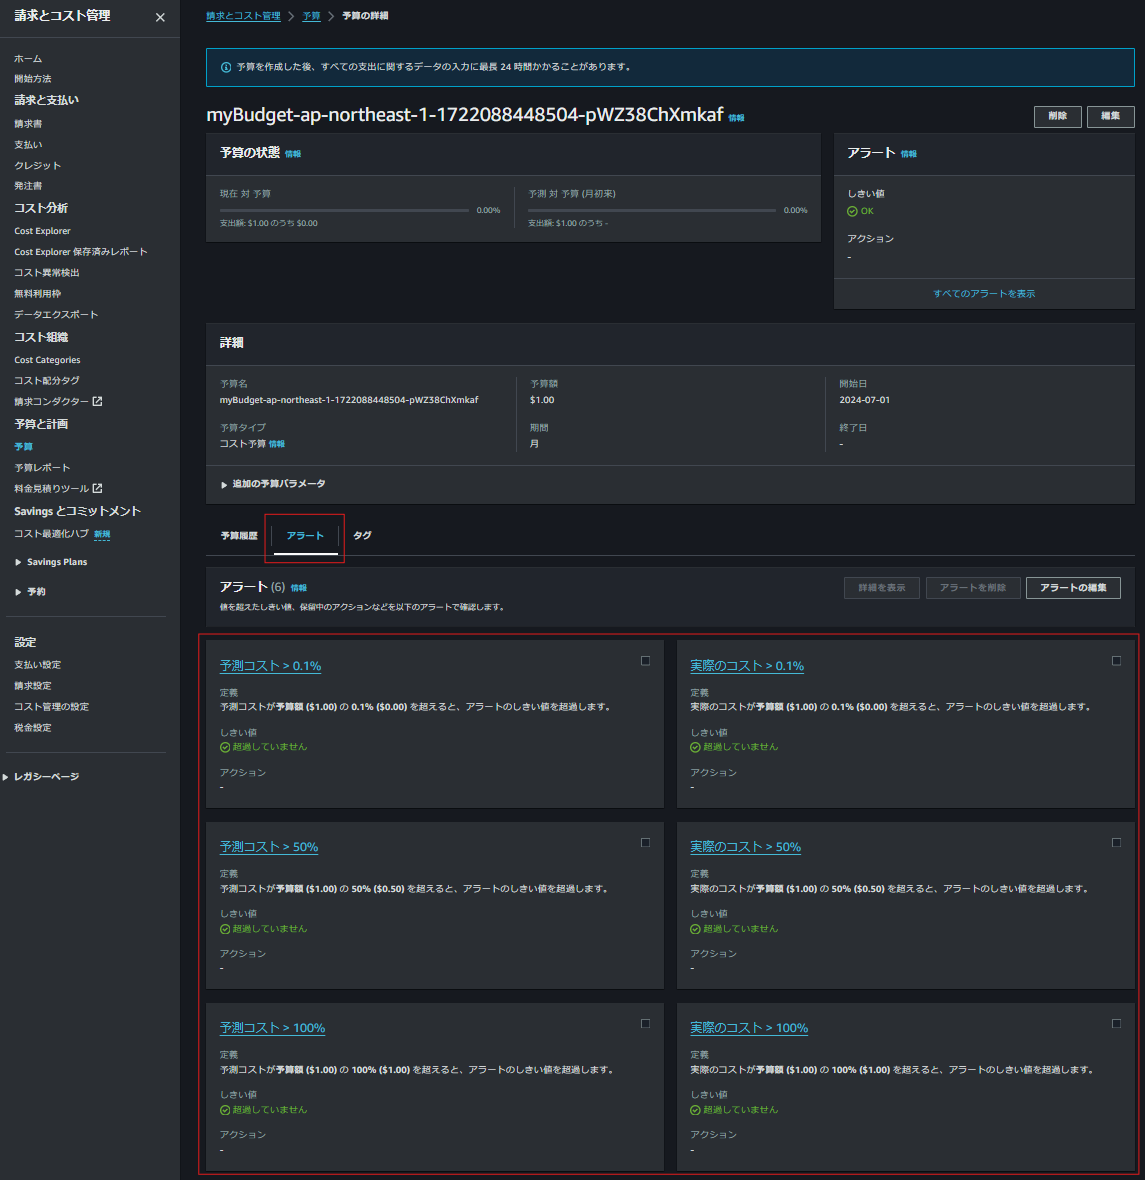 請求とコスト管理
ホーム
開始方法
請求と支払い
請求書
支払い
クレジット
発注書
コスト分析
Cost Explorer
Cost Explorer 保存済みレポート
コスト異常検出
無料利用枠
データエクスポート
コスト組織
Cost Categories
コスト配分タグ
請求コンダクター
予算と計画
予算
予算レポート
料金見積りツール
Savings とコミットメント
コスト最適化ハブ 新規
Savings Plans
予約
設定
支払い設定
請求設定
コスト管理の設定
税金設定
レガシーページ
請求とコスト管理 > 予算 > 予算の詳細
予算を作成した後、すべての支出に関するデータの入力に最長 24 時間かかることがあります。
myBudget-ap-northeast-1-1722088448504-pWZ38ChXmkaf 情報
削除
編集
予算の状態 情報
現在 対 予算
0.00%
支出額: $1.00 のうち $0.00
予測 対 予算 (月初来)
0.00%
支出額: $1.00 のうち -
アラート 情報
しきい値
OK
アクション
-
すべてのアラートを表示
詳細
予算名
myBudget-ap-northeast-1-1722088448504-pWZ38ChXmkaf
予算タイプ
コスト予算 情報
予算額
$1.00
期間
月
開始日
2024-07-01
終了日
-
追加の予算パラメータ
予算履歴
アラート
タグ
アラート (6) 情報
値を超えたしきい値、保留中のアクションなどを以下のアラートで確認します。
詳細を表示
アラートを削除
アラートの編集
予測コスト > 0.1%
定義
予測コストが予算額 ($1.00) の 0.1% ($0.00) を超えると、アラートのしきい値を超過します。
しきい値
超過していません
アクション
-
実際のコスト > 0.1%
定義
実際のコストが予算額 ($1.00) の 0.1% ($0.00) を超えると、アラートのしきい値を超過します。
しきい値
超過していません
アクション
-
予測コスト > 50%
定義
予測コストが予算額 ($1.00) の 50% ($0.50) を超えると、アラートのしきい値を超過します。
しきい値
超過していません
アクション
-
実際のコスト > 50%
定義
実際のコストが予算額 ($1.00) の 50% ($0.50) を超えると、アラートのしきい値を超過します。
しきい値
超過していません
アクション
-
予測コスト > 100%
定義
予測コストが予算額 ($1.00) の 100% ($1.00) を超えると、アラートのしきい値を超過します。
しきい値
超過していません
アクション
-
実際のコスト > 100%
定義
実際のコストが予算額 ($1.00) の 100% ($1.00) を超えると、アラートのしきい値を超過します。
しきい値
超過していません
アクション
-